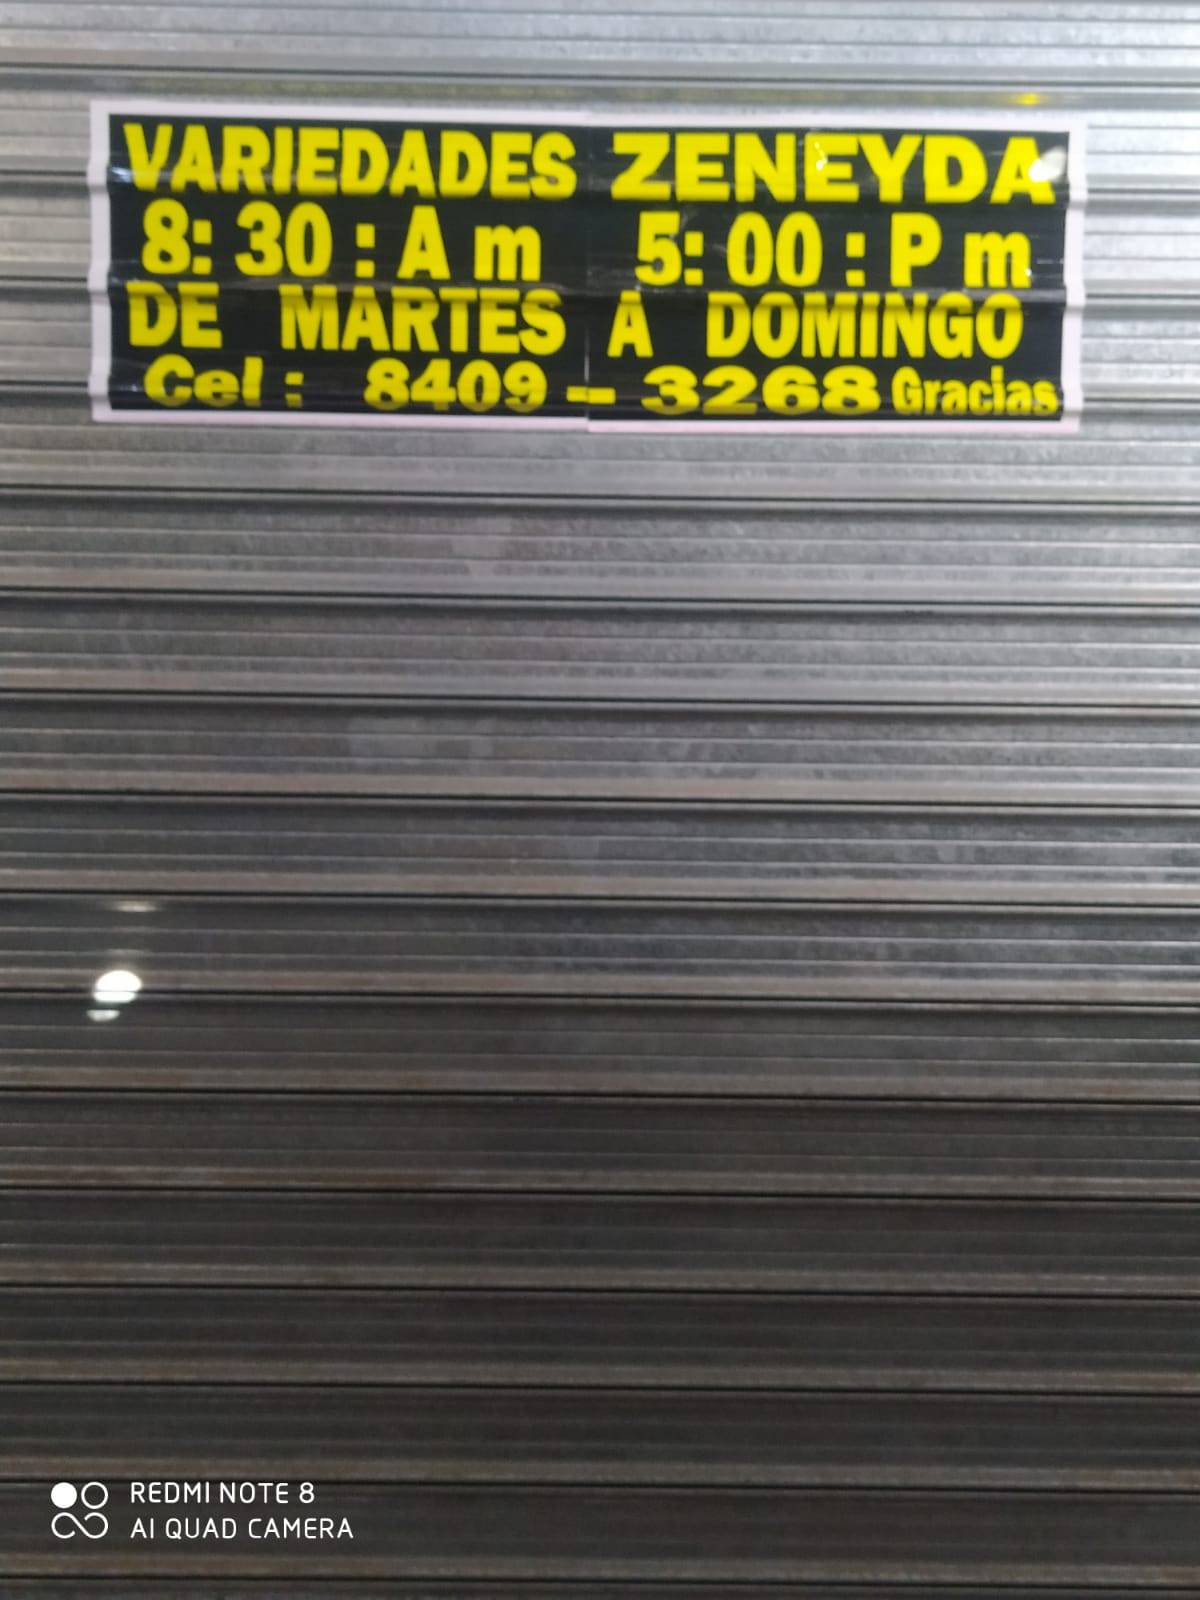 VARIEDADES ZENEYDA
8: 30 : A m 5: 00 : P m
DE MARTES A DOMINGO
Cel : 8409 - 3268 Gracias
REDMI NOTE 8
AI QUAD CAMERA